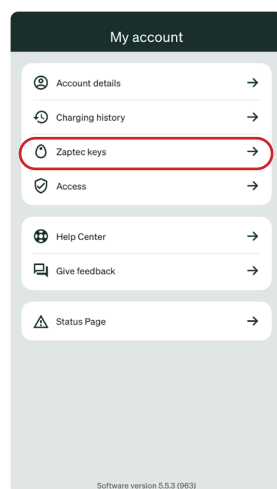 My account
Account details
Charging history
Zaptec keys
Access
Help Center
Give feedback
Status Page
Software version 5.5.3 (963)